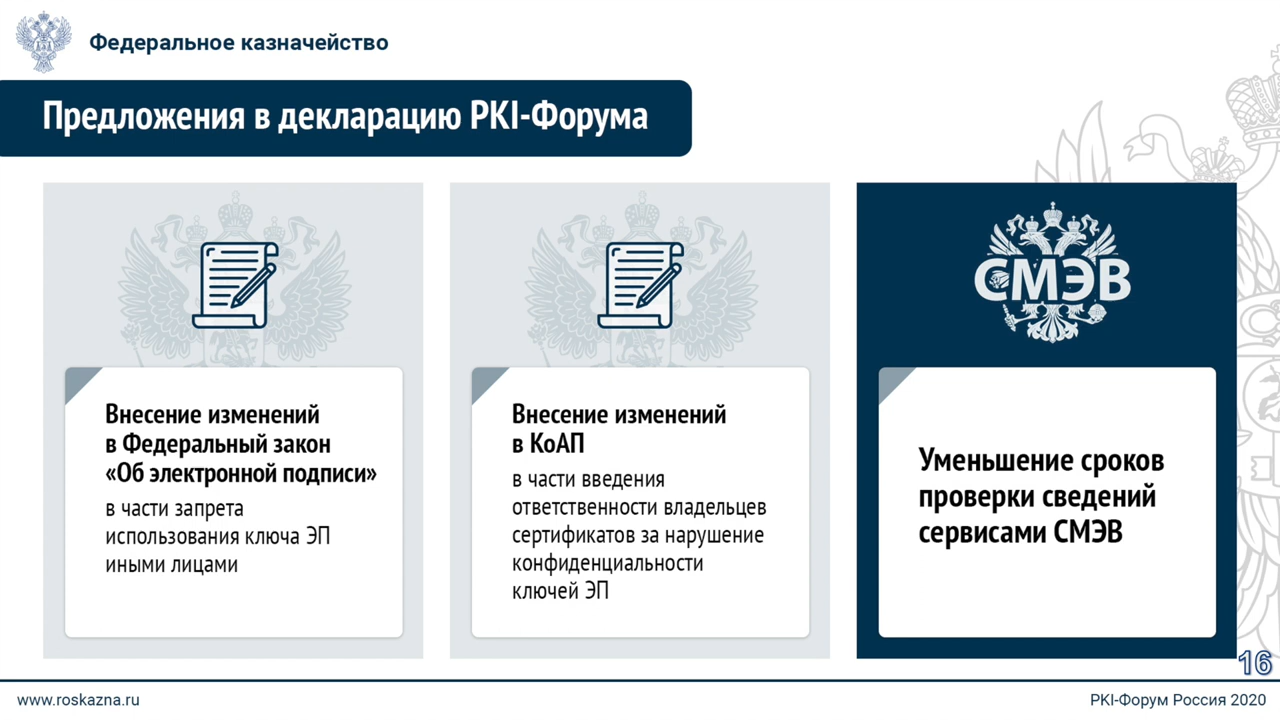 Федеральное казначейство
Предложения в декларацию PKI-Форума
Внесение изменений
в Федеральный закон
«Об электронной подписи»
в части запрета
использования ключа ЭП
иными лицами
Внесение изменений
в КоАП
в части введения
ответственности владельцев
сертификатов за нарушение
конфиденциальности
ключей ЭП
СМЭВ
Уменьшение сроков
проверки сведений
сервисами СМЭВ
16
www.roskazna.ru
PKI-Форум Россия 2020